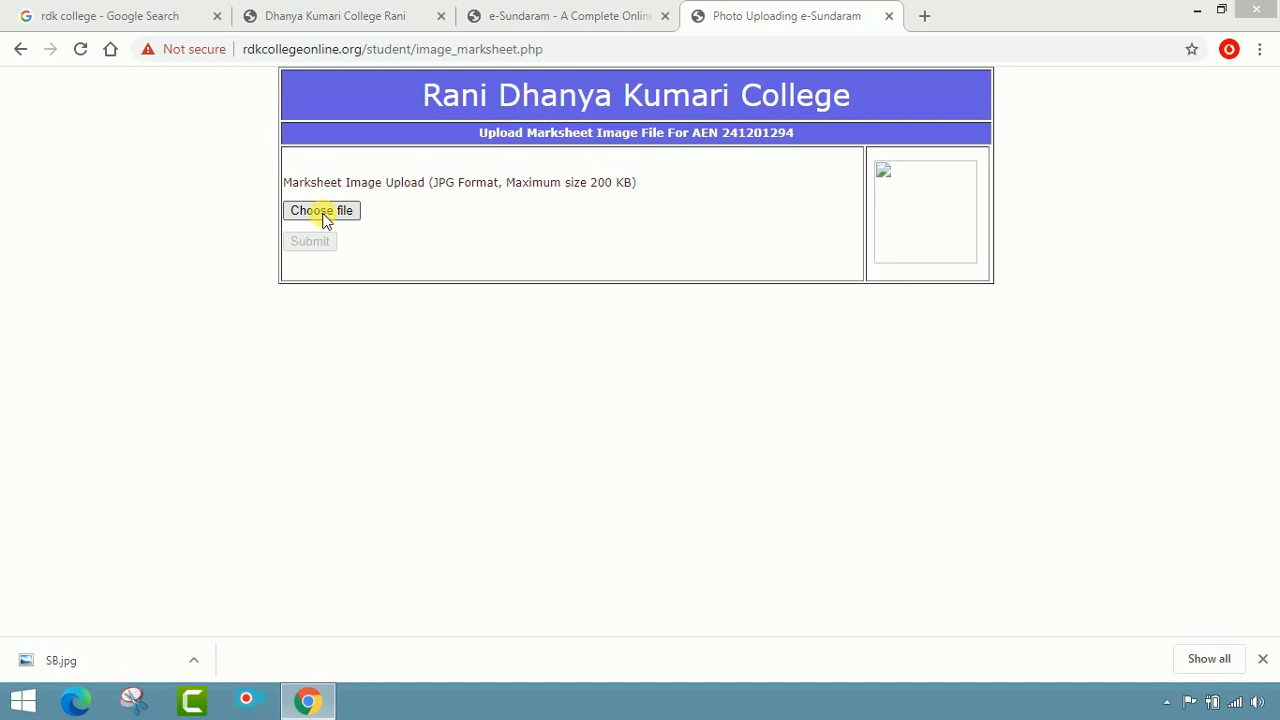 rdk college - Google Search
Dhanya Kumari College Rani
e-Sundaram - A Complete Online
Photo Uploading e-Sundaram
Not secure
rdkcollegeonline.org/student/image_marksheet.php
Rani Dhanya Kumari College
Upload Marksheet Image File For AEN 241201294
Marksheet Image Upload (JPG Format, Maximum size 200 KB)
Choose file
Submit
SB.jpg
Show all